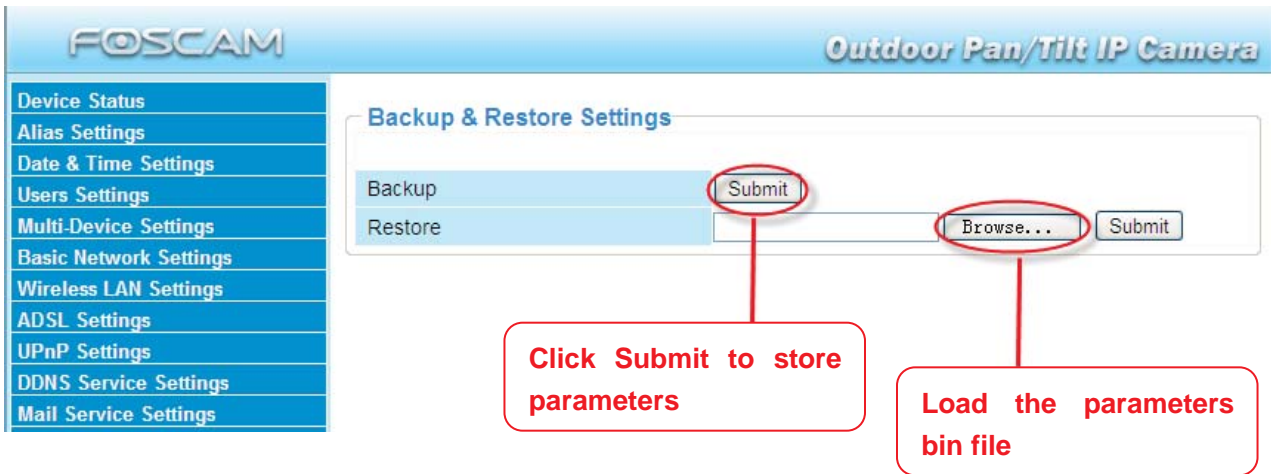 FOSCAM
Outdoor Pan/Tilt IP Camera
Device Status
Alias Settings
Date & Time Settings
Users Settings
Multi-Device Settings
Basic Network Settings
Wireless LAN Settings
ADSL Settings
UPnP Settings
DDNS Service Settings
Mail Service Settings
Backup & Restore Settings
Backup Submit
Restore Browse... Submit
Click Submit to store
parameters
Load the parameters
bin file